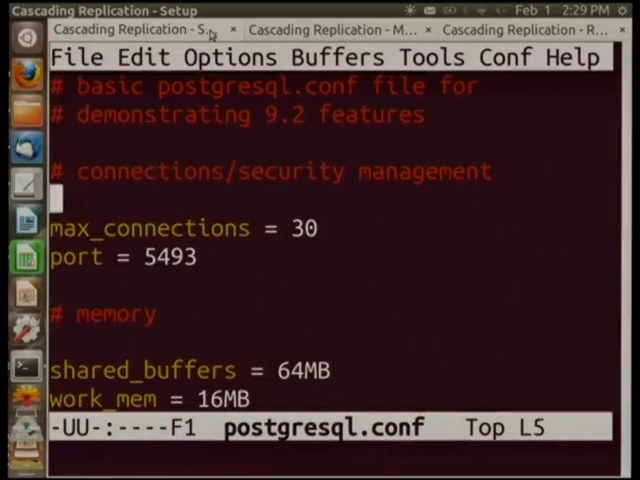 Cascading Replication - Setup
Feb 1 2:29 PM
Cascading Replication - S... × Cascading Replication - M... × Cascading Replication - R... ×
File Edit Options Buffers Tools Conf Help
# basic postgresql.conf file for
# demonstrating 9.2 features
# connections/security management
max_connections = 30
port = 5493
# memory
shared_buffers = 64MB
work_mem = 16MB
-UU-:----F1 postgresql.conf Top L5